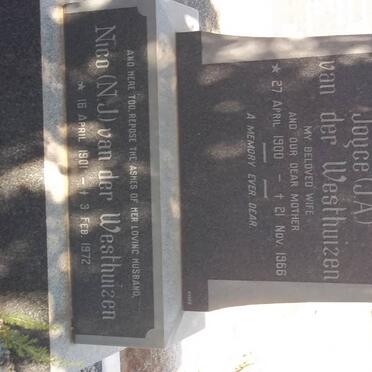 Joyce (J.A)
van der Westhuizen
MY BELOVED WIFE
AND OUR DEAR MOTHER
★ 27 APRIL 1900 - † 21 NOV. 1966
A MEMORY EVER DEAR.
AND HERE TOO, REPOSE THE ASHES OF HER LOVING HUSBAND,
Nico (N.J) van der Westhuizen
★ 16 APRIL 1901 - † 3 FEB. 1972